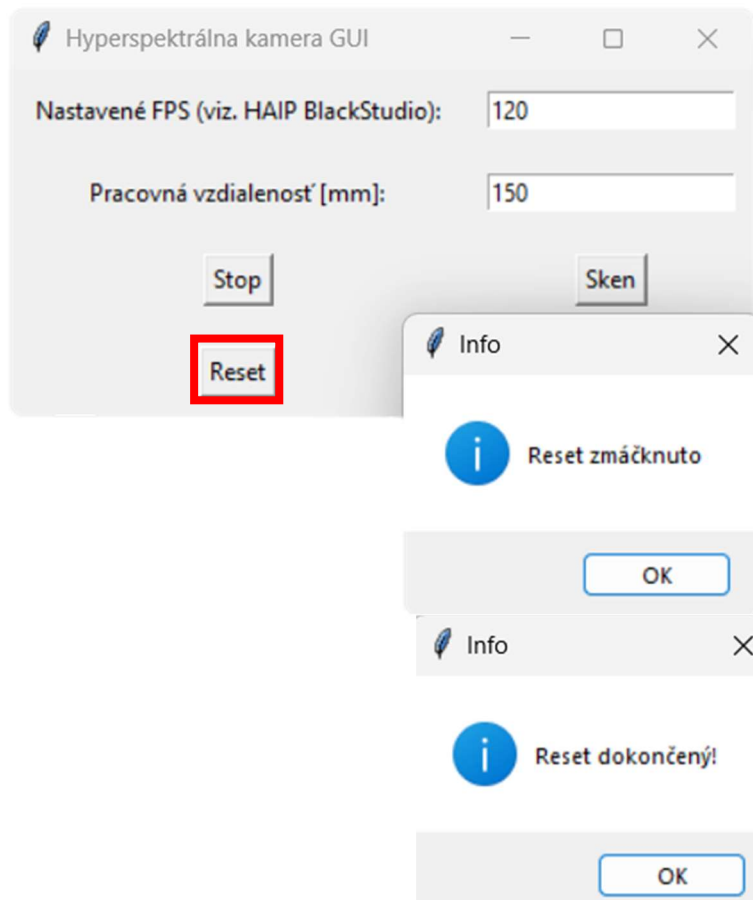 Hyperspektrálna kamera GUI
Nastavené FPS (viz. HAIP BlackStudio): 120
Pracovná vzdialenosť [mm]: 150
Stop Sken
Reset
Info
Reset zmáčknuto
OK
Info
Reset dokončený!
OK